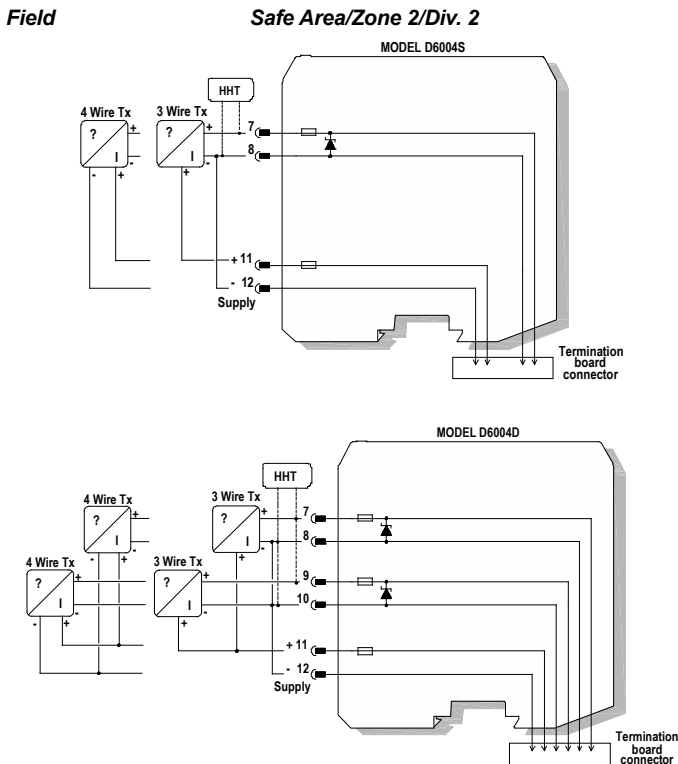 Field Safe Area/Zone 2/Div. 2
MODEL D6004S
HHT
4 Wire Tx 3 Wire Tx
? + ? + 7
I - I - 8
- + +
+ 11
- 12
Supply
Termination
board
connector
MODEL D6004D
HHT
4 Wire Tx 3 Wire Tx
? + ? + 7
I - I - 8
4 Wire Tx 3 Wire Tx
- + +
? + ? + 9
I - I - 10
- + +
+ 11
- 12
Supply
Termination
board
connector